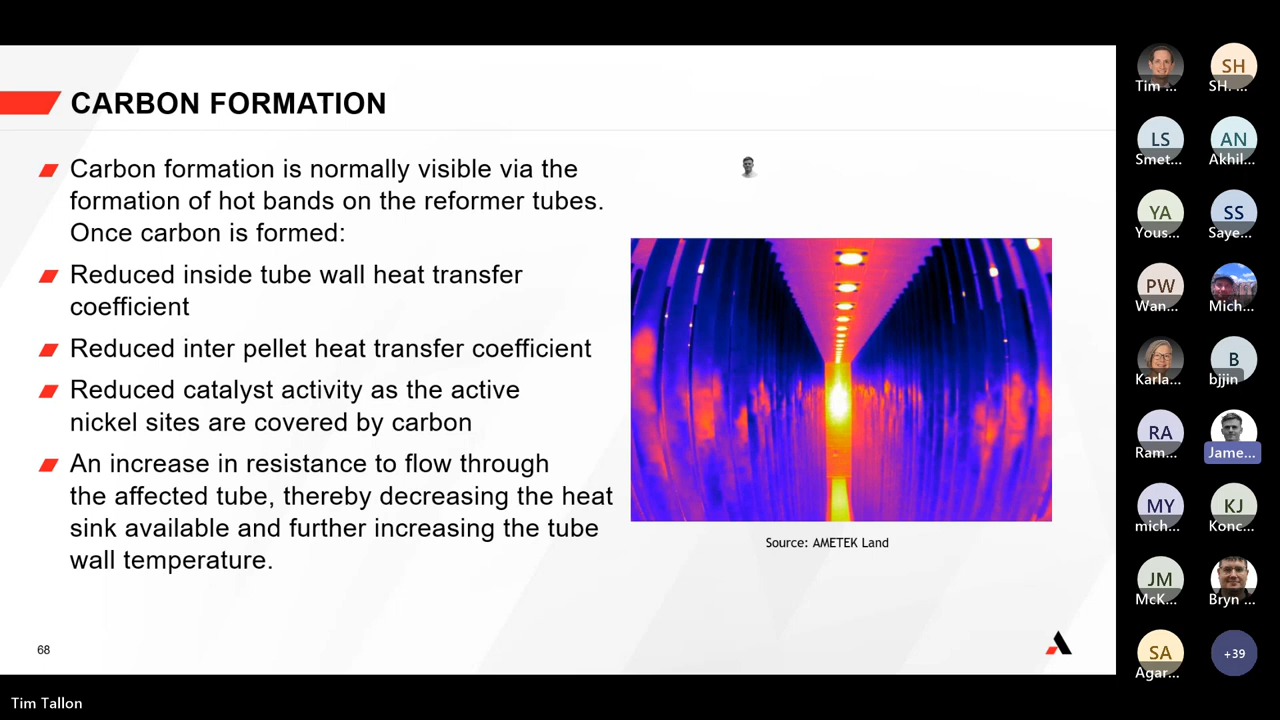 CARBON FORMATION
Carbon formation is normally visible via the
formation of hot bands on the reformer tubes.
Once carbon is formed:
Reduced inside tube wall heat transfer
coefficient
Reduced inter pellet heat transfer coefficient
Reduced catalyst activity as the active
nickel sites are covered by carbon
An increase in resistance to flow through
the affected tube, thereby decreasing the heat
sink available and further increasing the tube
wall temperature.
Source: AMETEK Land
68
Tim Tallon
Tim ...
SH
SH. ...
LS
Smet...
AN
Akhil...
YA
Yous...
SS
Saye...
PW
Wan...
Mich...
Karla...
B
bjjin
RA
Ram...
Jame...
MY
mich...
KJ
Konc...
JM
McK...
Bryn ...
SA
Agar...
+39